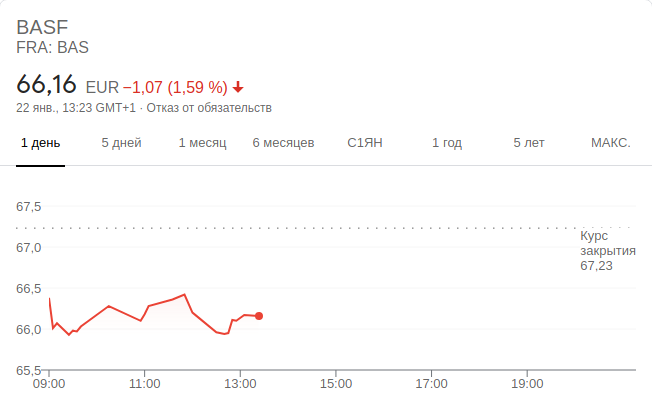 BASF
FRA: BAS
66,16 EUR −1,07 (1,59 %)
22 янв., 13:23 GMT+1 · Отказ от обязательств
1 день 5 дней 1 месяц 6 месяцев С1ЯН 1 год 5 лет МАКС.
67,5
Курс
закрытия
67,23
67,0
66,5
66,0
65,5
09:00 11:00 13:00 15:00 17:00 19:00